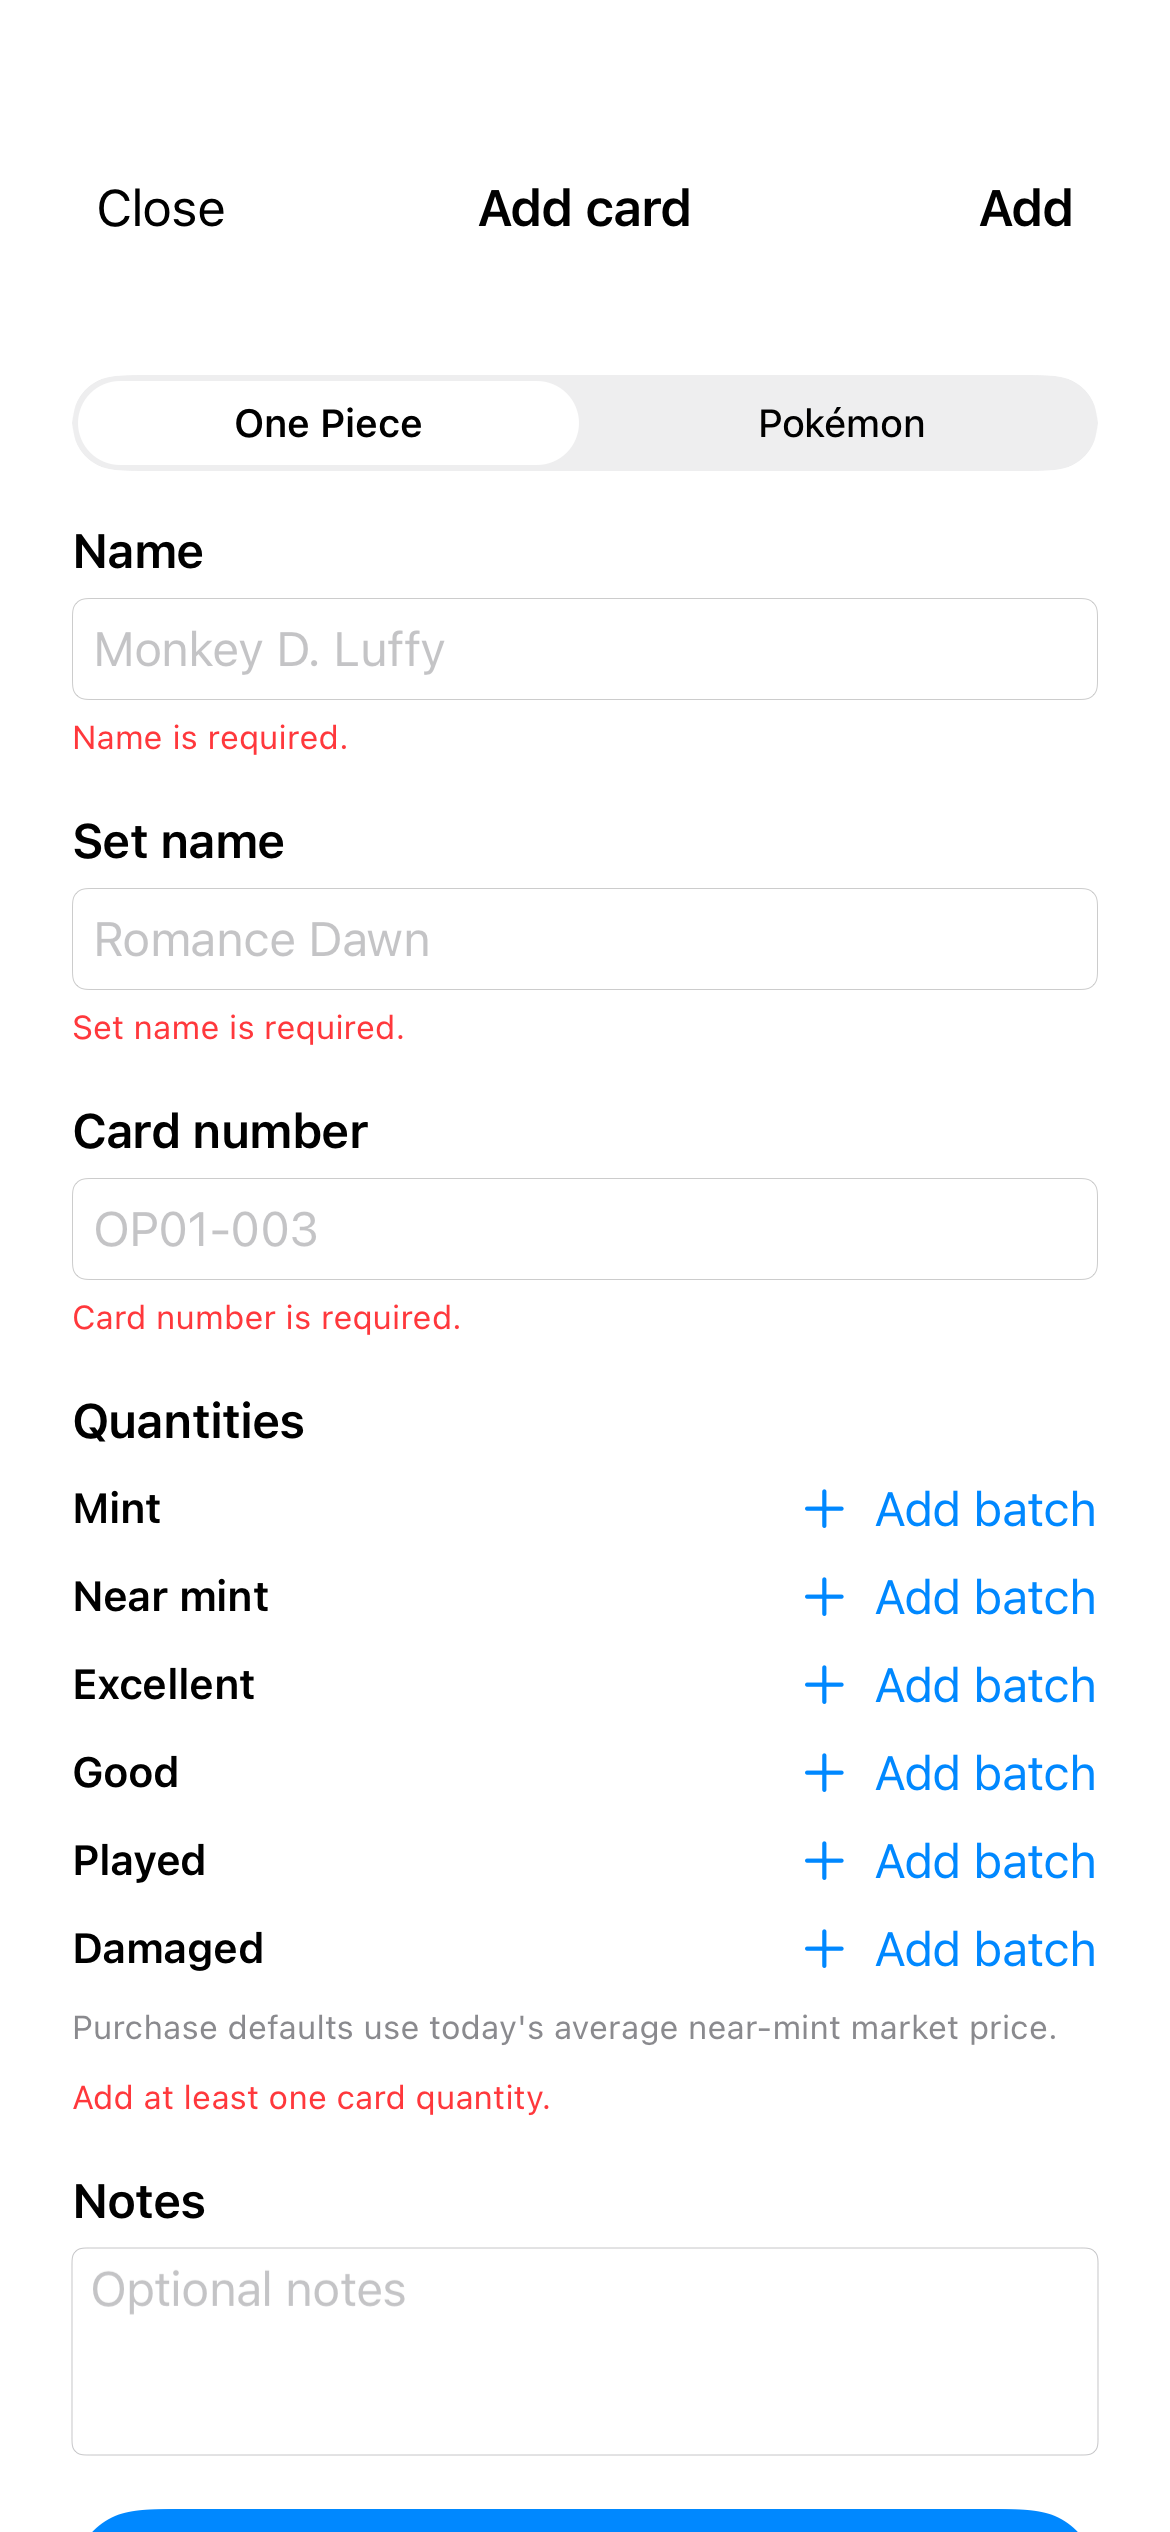 Close Add card Add
One Piece Pokémon
Name
Monkey D. Luffy
Name is required.
Set name
Romance Dawn
Set name is required.
Card number
OP01-003
Card number is required.
Quantities
Mint + Add batch
Near mint + Add batch
Excellent + Add batch
Good + Add batch
Played + Add batch
Damaged + Add batch
Purchase defaults use today's average near-mint market price.
Add at least one card quantity.
Notes
Optional notes